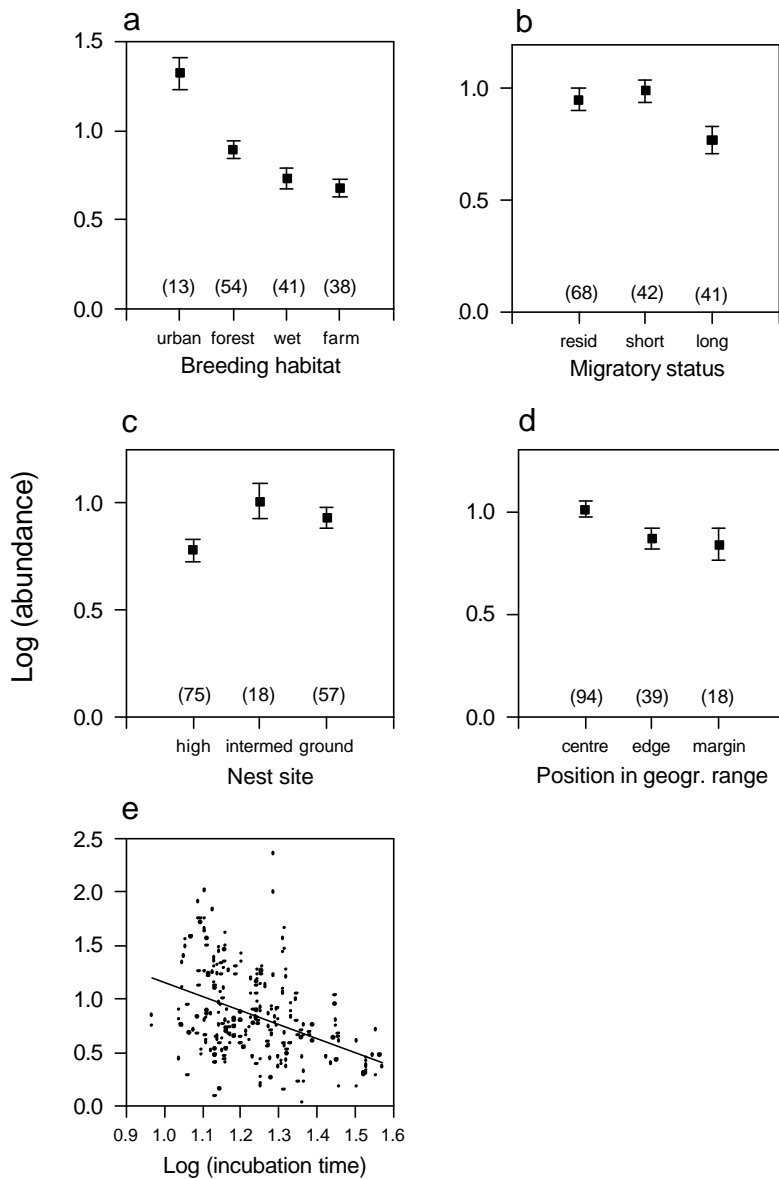 a
1.5
1.0
0.5
0.0
(13) (54) (41) (38)
urban forest wet farm
Breeding habitat
b
1.0
0.5
.0
(68) (42) (41)
resid short long
Migratory status
Log (abundance)
c
1.0
0.5
0.0
(75) (18) (57)
high intermed ground
Nest site
d
1.0
0.5
0.0
(94) (39) (18)
centre edge margin
Position in geogr. range
e
2.5
2.0
1.5
1.0
0.5
0.0
0.9 1.0 1.1 1.2 1.3 1.4 1.5 1.6
Log (incubation time)